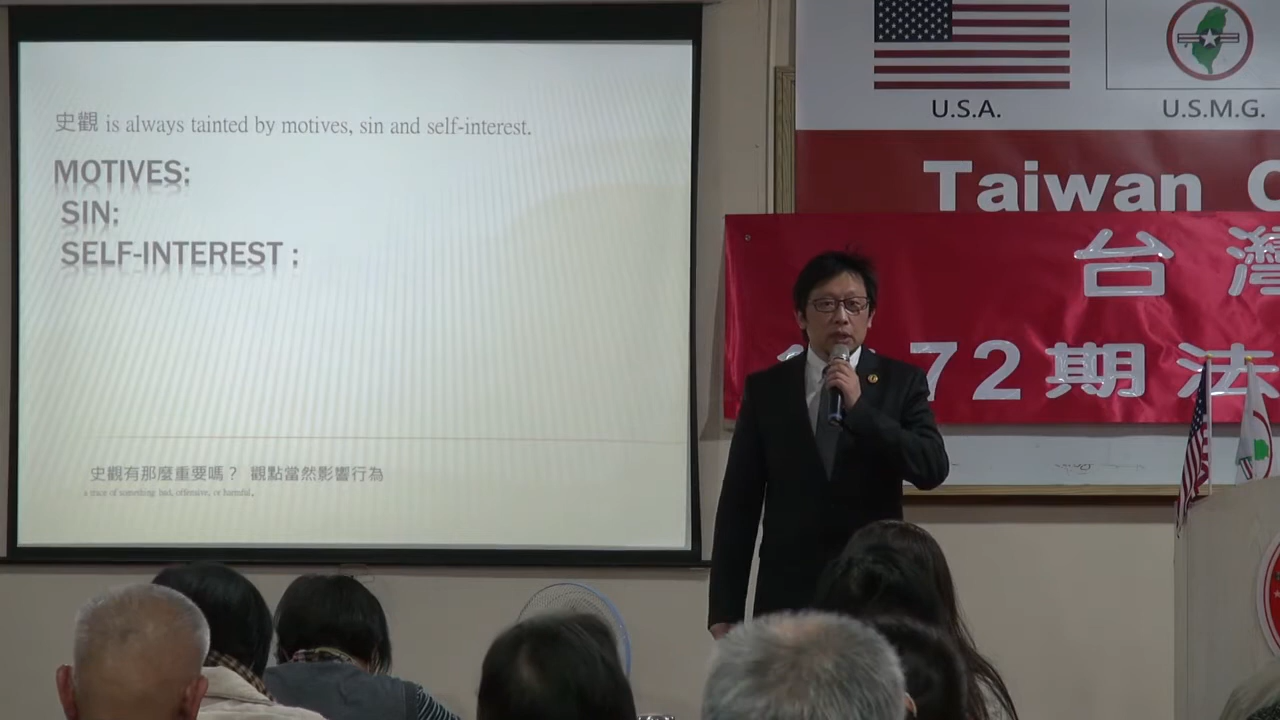 史觀 is always tainted by motives, sin and self-interest.
MOTIVES;
SIN;
SELF-INTEREST ;
史觀有那麼重要嗎？ 觀點當然影響行為
a trace of something bad, offensive, or harmful.
U.S.A.
U.S.M.G.
Taiwan C
台灣
72期法